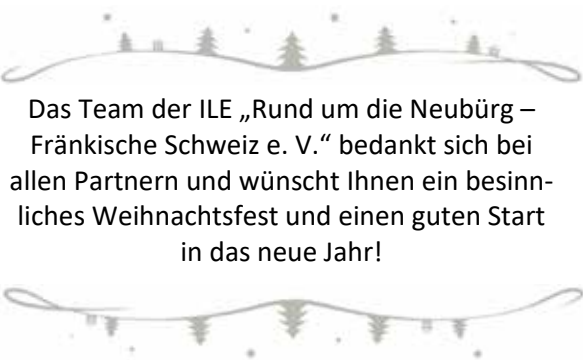 Das Team der ILE „Rund um die Neubürg –
Fränkische Schweiz e. V.“ bedankt sich bei
allen Partnern und wünscht Ihnen ein besinn-
liches Weihnachtsfest und einen guten Start
in das neue Jahr!